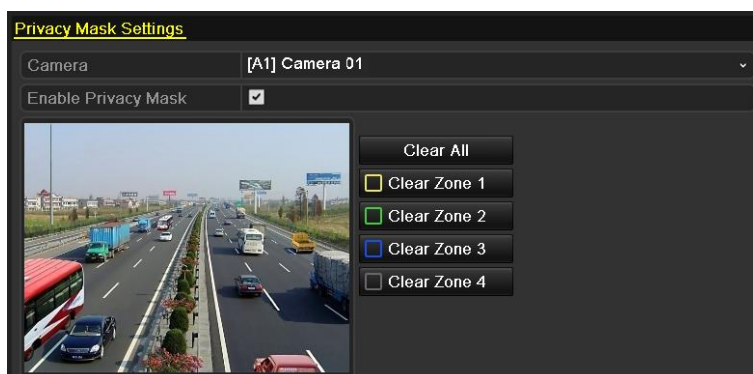 Privacy Mask Settings
Camera [A1] Camera 01
Enable Privacy Mask
Clear All
Clear Zone 1
Clear Zone 2
Clear Zone 3
Clear Zone 4